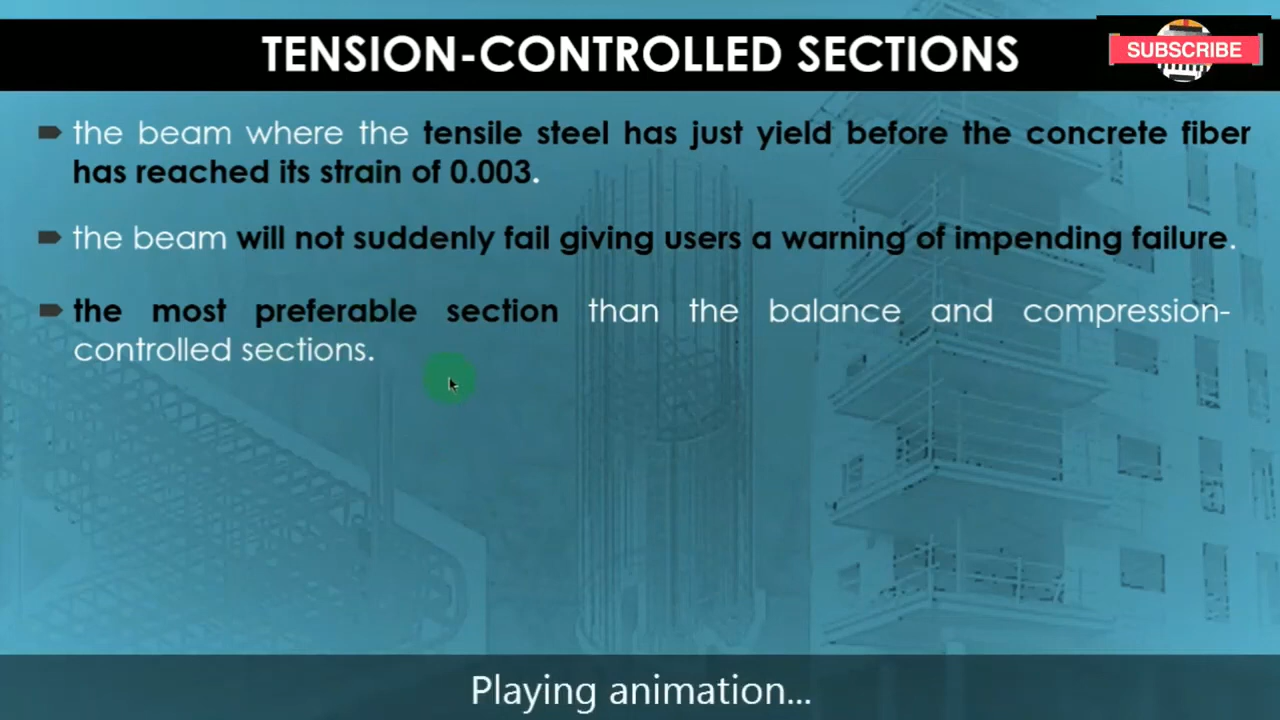 TENSION-CONTROLLED SECTIONS
SUBSCRIBE
the beam where the tensile steel has just yield before the concrete fiber
has reached its strain of 0.003.
the beam will not suddenly fail giving users a warning of impending failure.
the most preferable section than the balance and compression-
controlled sections.
Playing animation...